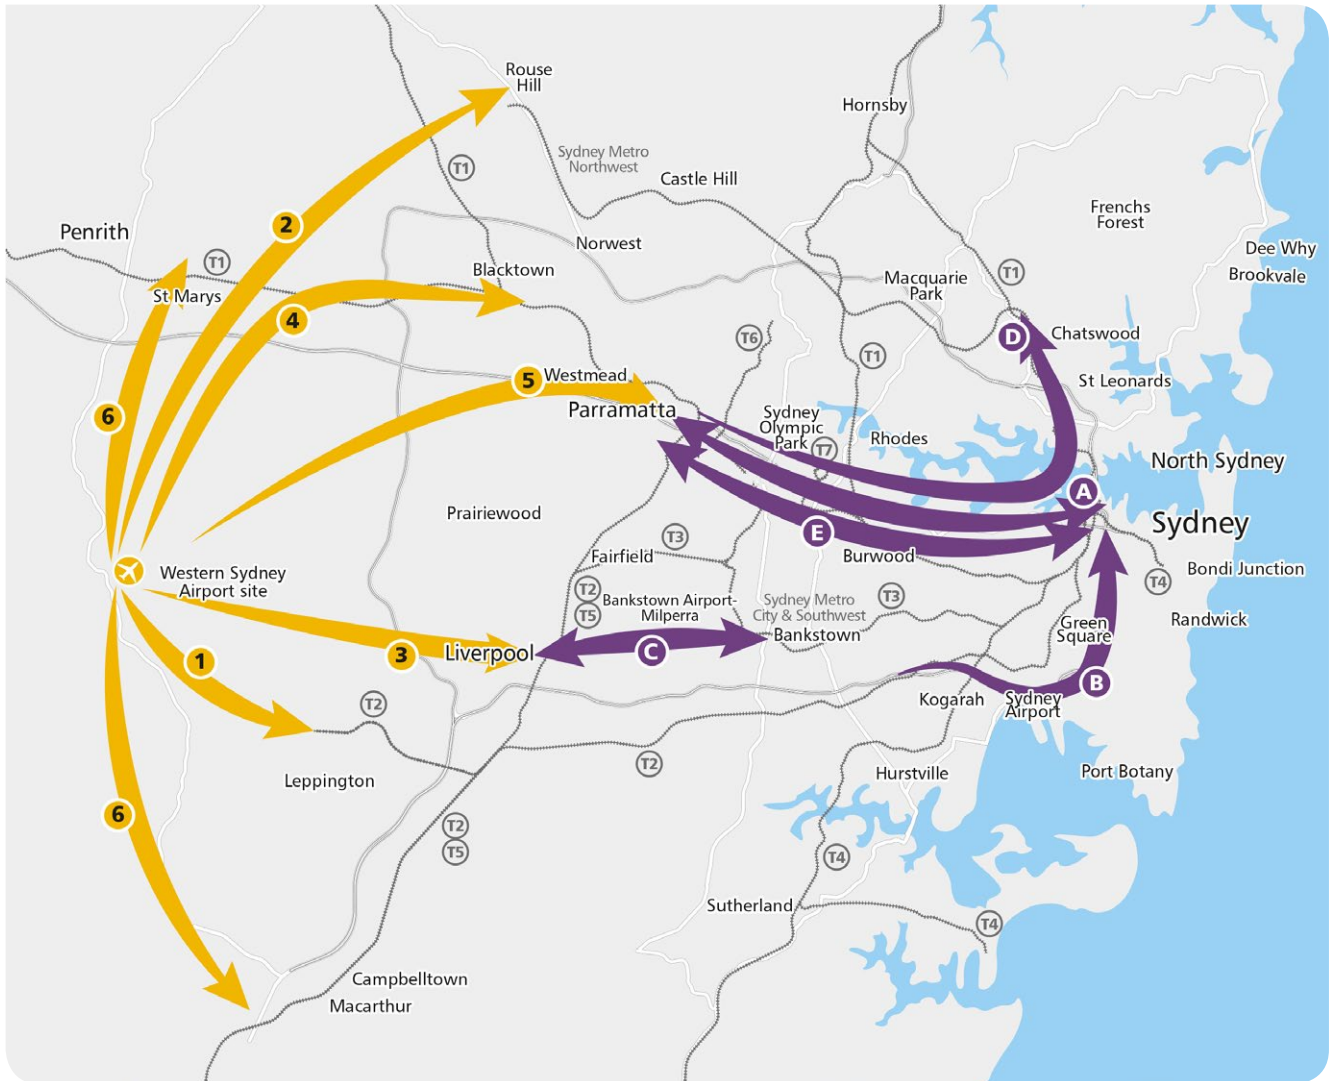 Rouse
Hill
Hornsby
T1
Sydney Metro
Northwest
Castle Hill
Frenchs
Forest
2
Penrith
Norwest
Dee Why
Brookvale
T1
Blacktown
T1
Macquarie
Park
St Marys
4
T6
D
Chatswood
T1
5
Westmead
St Leonards
6
Parramatta
Sydney
Olympic
Park
Rhodes
T7
North Sydney
A
Prairiewood
Sydney
E
T3
Fairfield
Burwood
Bondi Junction
T4
Western Sydney
Airport site
T2
T5
Bankstown Airport-
Milperra
Sydney Metro
City & Southwest
T3
Randwick
Green
Square
Bankstown
1
3
Liverpool
C
B
Kogarah
Sydney
Airport
T2
T2
Leppington
Hurstville
Port Botany
6
T2
T5
T4
Sutherland
T4
Campbelltown
Macarthur